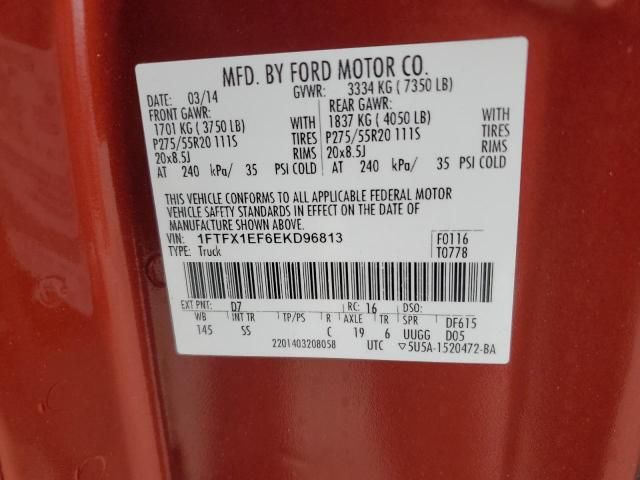 MFD. BY FORD MOTOR CO.
DATE: 03/14 GVWR: 3334 KG ( 7350 LB)
FRONT GAWR: REAR GAWR:
1701 KG ( 3750 LB) WITH 1837 KG ( 4050 LB) WITH
P275/55R20 111S TIRES P275/55R20 111S TIRES
20x8.5J RIMS 20x8.5J RIMS
AT 240 kPa/ 35 PSI COLD AT 240 kPa/ 35 PSI COLD
THIS VEHICLE CONFORMS TO ALL APPLICABLE FEDERAL MOTOR
VEHICLE SAFETY STANDARDS IN EFFECT ON THE DATE OF
MANUFACTURE SHOWN ABOVE.
VIN: 1FTFX1EF6EKD96813 F0116
TYPE: Truck T0778
EXT PNT: D7 RC: 16 DSO:
WB INT TR TP/PS R AXLE TR SPR DF615
145 SS C 19 6 UUGG D05
2201403208058 UTC ▽5U5A-1520472-BA